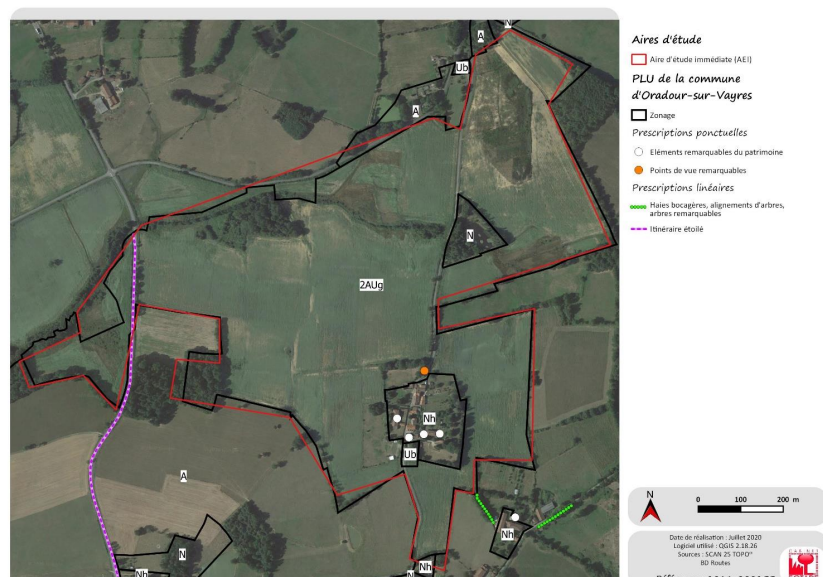 Aires d'étude
Aire d'étude immédiate (AEI)
PLU de la commune
d'Oradour-sur-Vayres
Zonage
Prescriptions ponctuelles
Eléments remarquables du patrimoine
Points de vue remarquables
Prescriptions linéaires
Haies bocagères, alignements d'arbres,
arbres remarquables
Itinéraire étoilé
N
A
Ub
A
N
2AUg
Nh
Ub
A
Nh
N
Nh
Nh
N
N
0 100 200 m
Date de réalisation : Juillet 2020
Logiciel utilisé : QGIS 2.18.26
Sources : SCAN 25 TOPO®
BD Routes